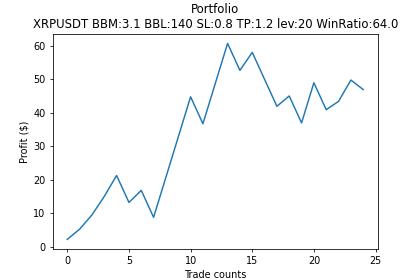 Portfolio
XRPUSDT BBM:3.1 BBL:140 SL:0.8 TP:1.2 lev:20 WinRatio:64.0
60
50
40
30
20
10
0
Profit ($)
0 5 10 15 20 25
Trade counts